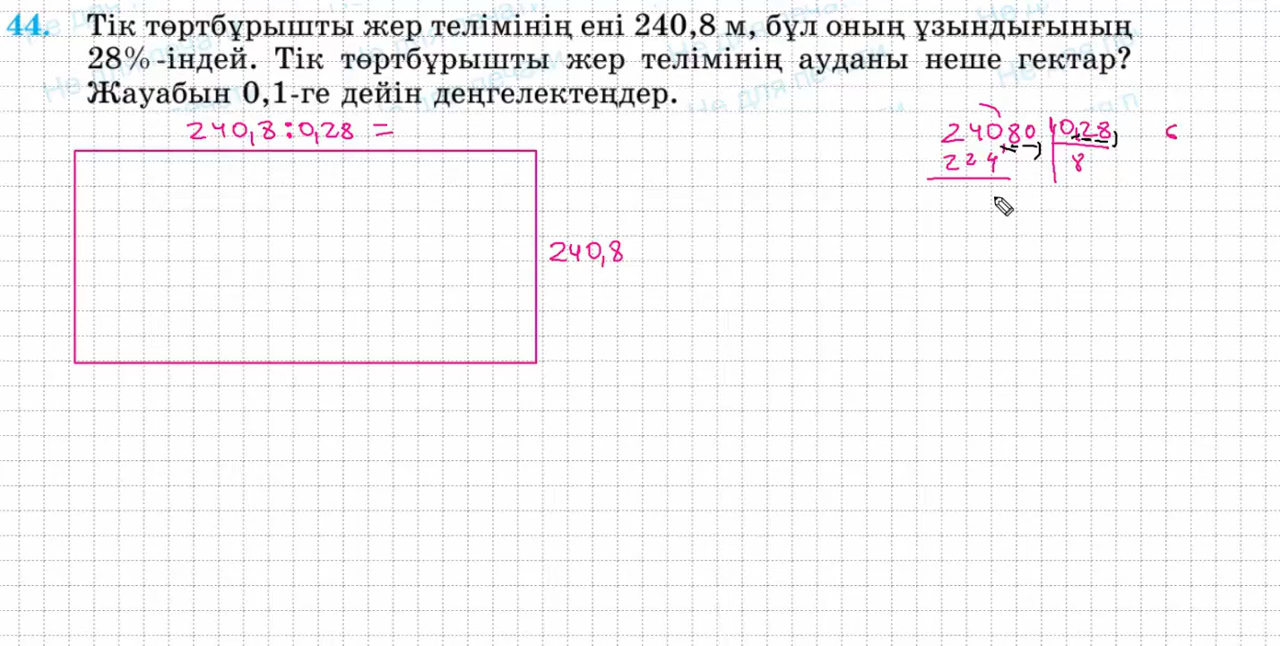 44. Тік төртбұрышты жер телімінің ені 240,8 м, бұл оның ұзындығының
28%-індей. Тік төртбұрышты жер телімінің ауданы неше гектар?
Жауабын 0,1-ге дейін деңгелектеңдер.
240,8:0,28 =
24080, 0,28,
224 8
240,8